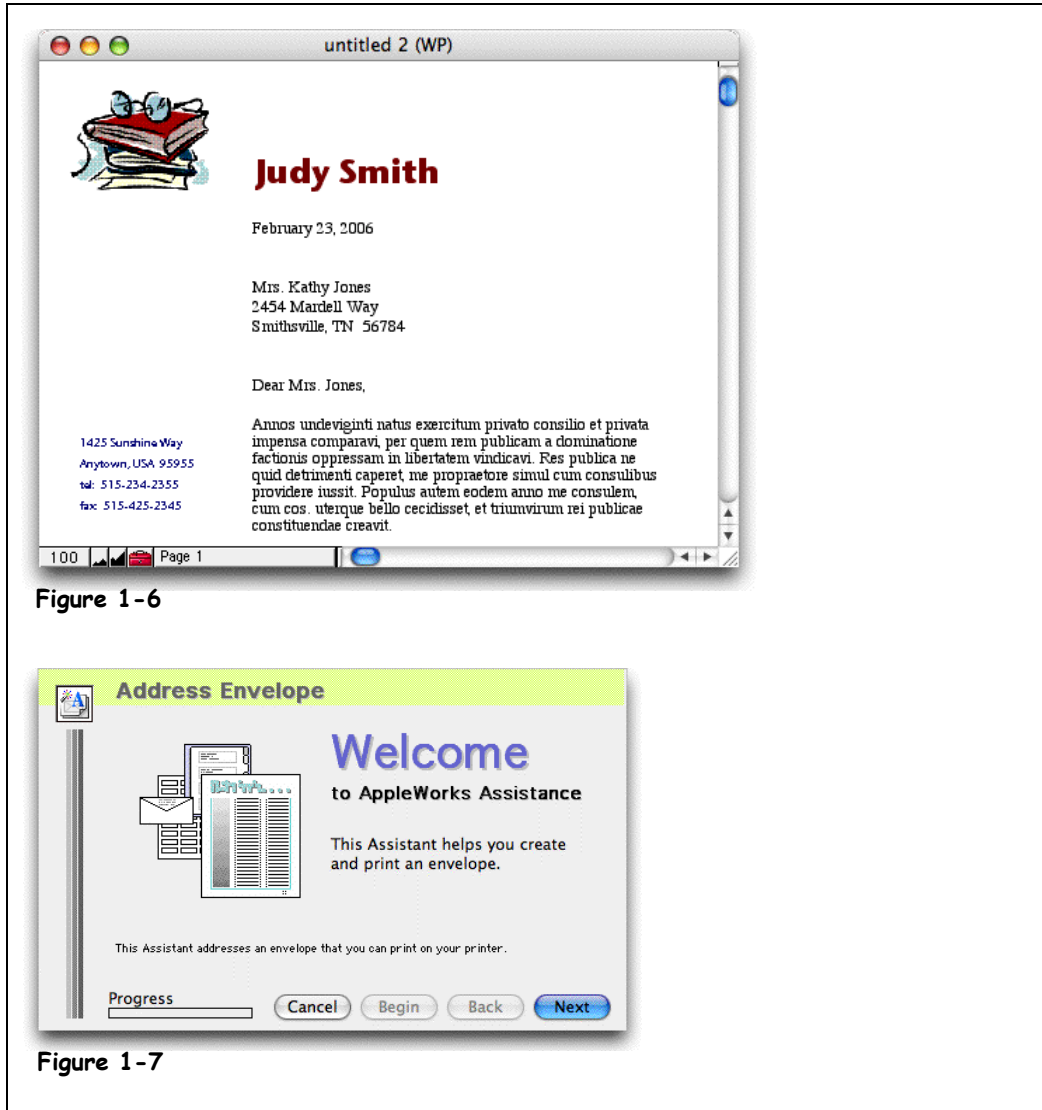 untitled 2 (WP)
Judy Smith
February 23, 2006
Mrs. Kathy Jones
2454 Mardell Way
Smithsville, TN 56784
Dear Mrs. Jones,
Annos undeviginti natus exercitum privato consilio et privata
impensa comparavi, per quem rem publicam a dominatione
factionis oppressam in libertatem vindicavi. Res publica ne
quid detrimenti caperet, me propraetore simul cum consulibus
providere iussit. Populus autem eodem anno me consulem,
cum cos. uterque bello cecidisset, et triumvirum rei publicae
constituendae creavit.
1425 Sunshine Way
Anytown, USA 95955
tel: 515-234-2355
fax: 515-425-2345
100 Page 1
Figure 1-6
Address Envelope
Welcome
to AppleWorks Assistance
This Assistant helps you create
and print an envelope.
This Assistant addresses an envelope that you can print on your printer.
Progress
Cancel Begin Back Next
Figure 1-7